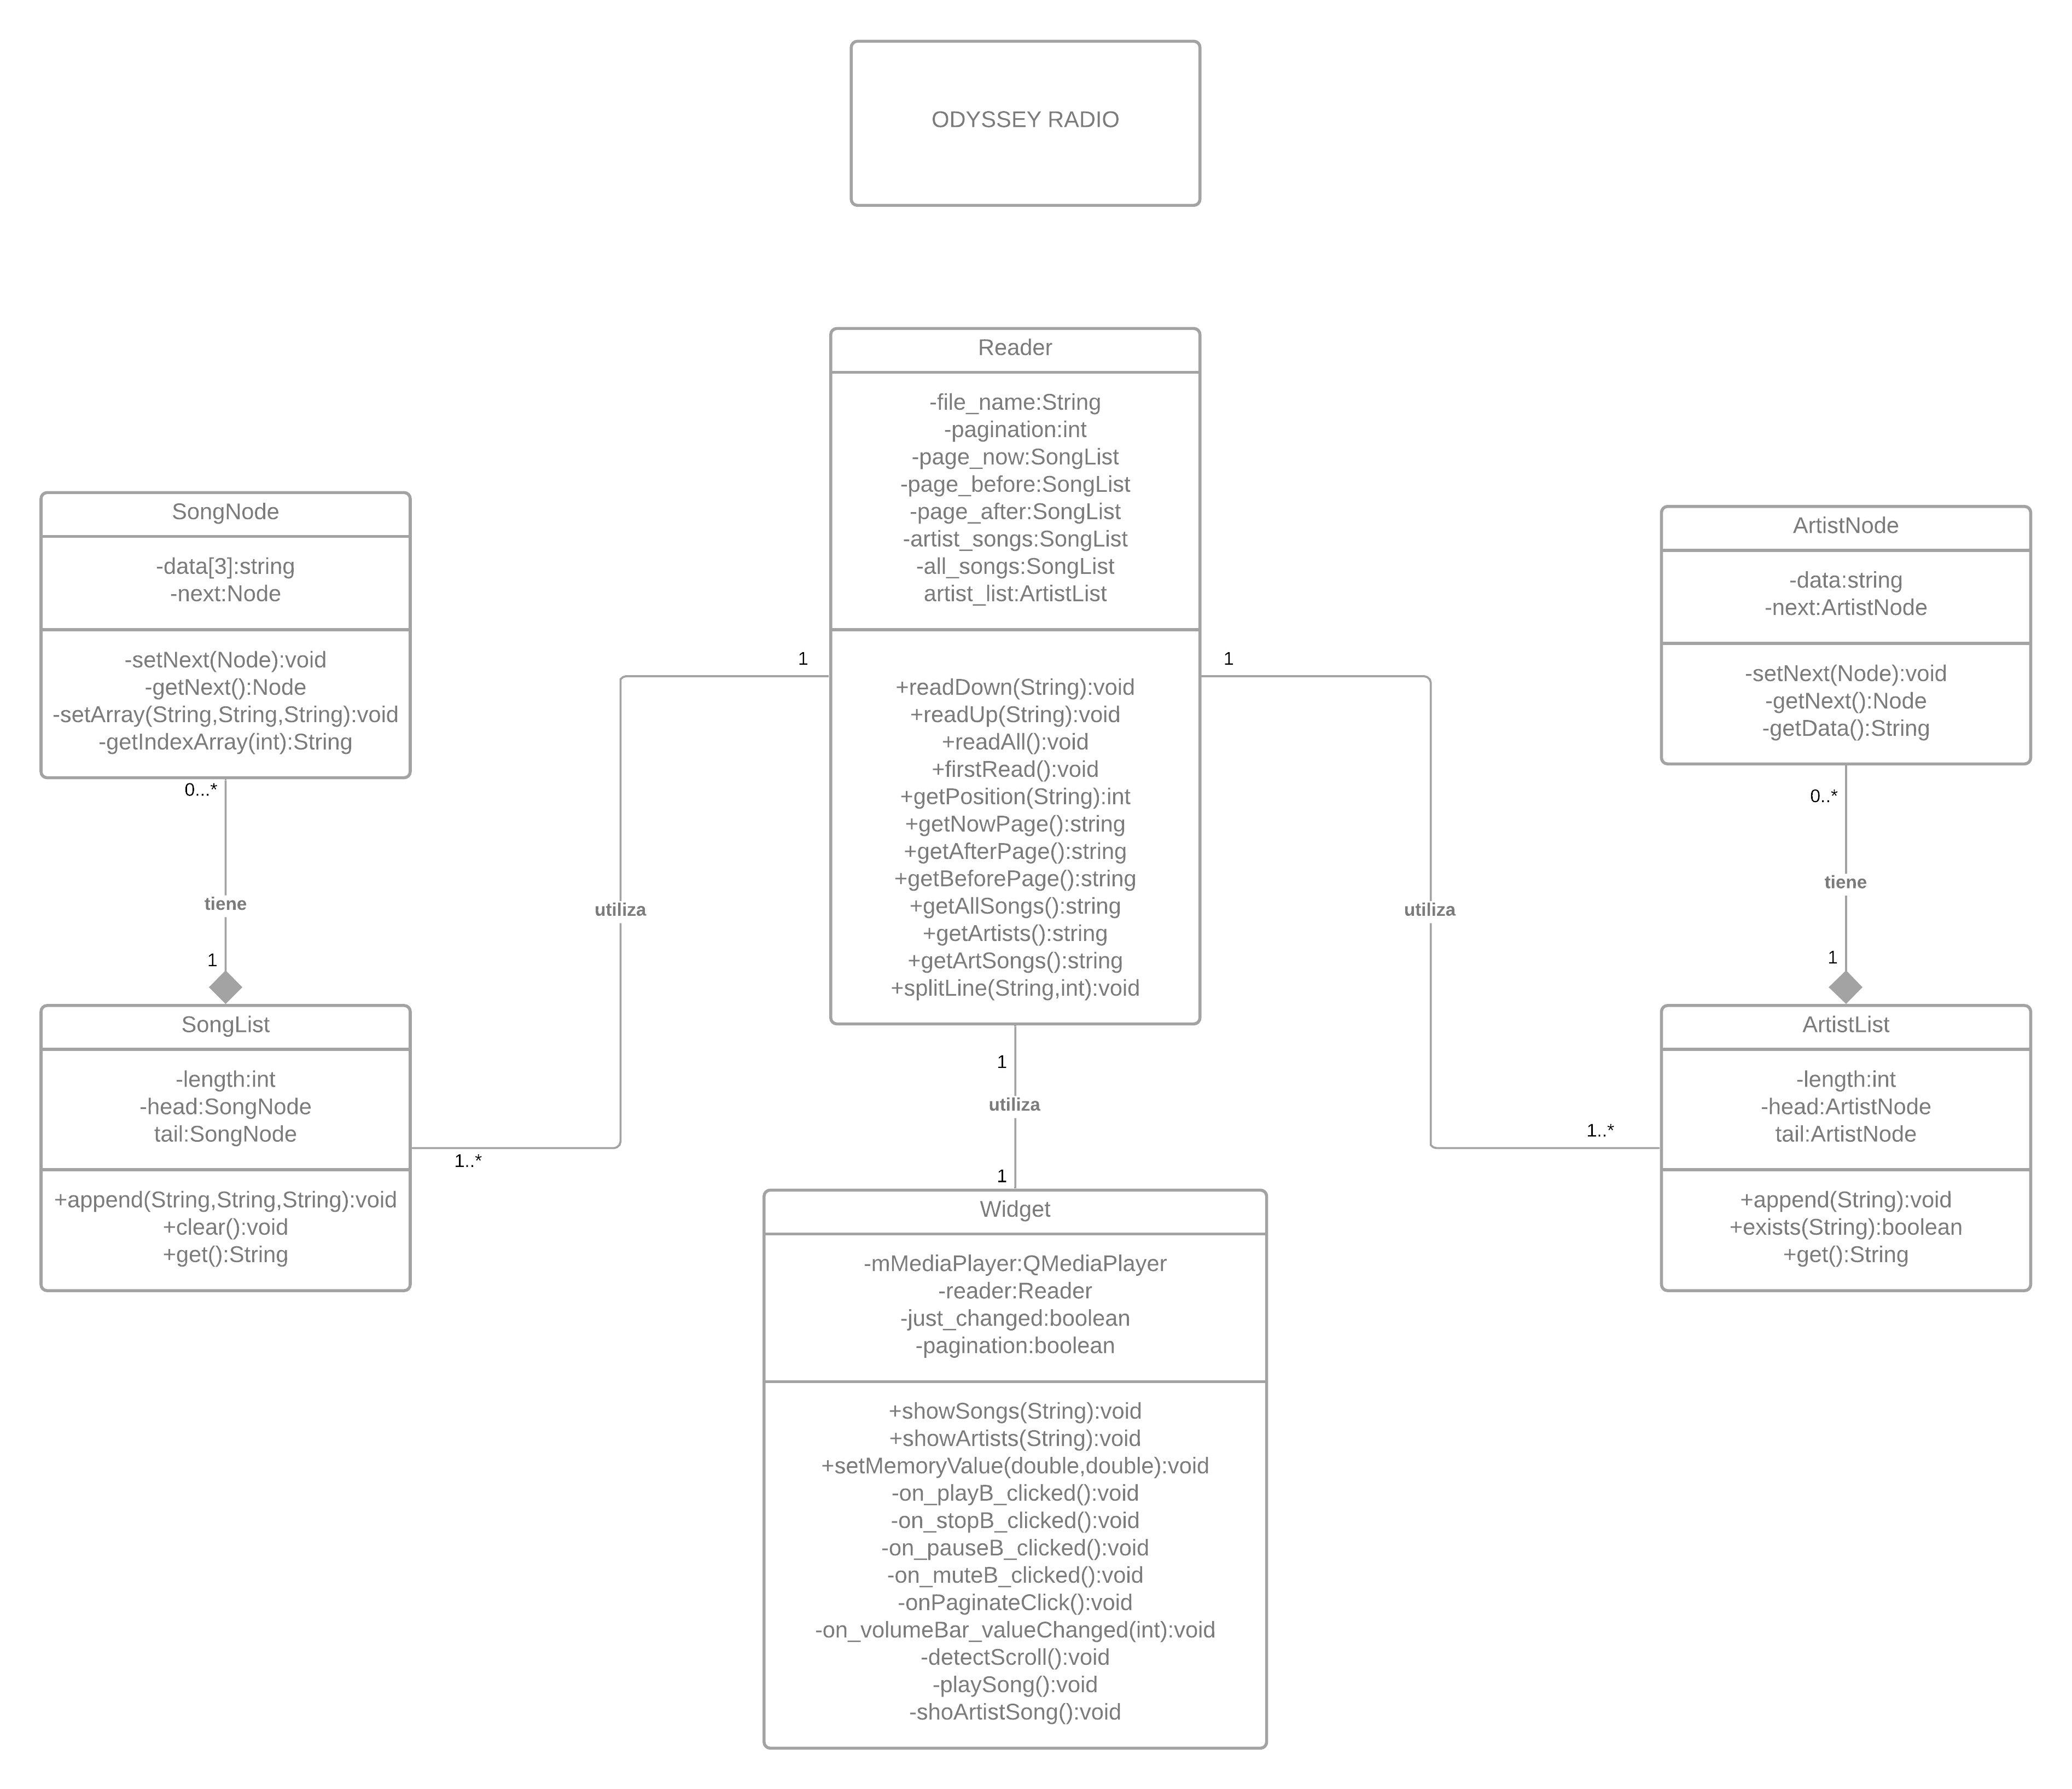 ODYSSEY RADIO
Reader
-file_name:String
-pagination:int
-page_now:SongList
-page_before:SongList
-page_after:SongList
-artist_songs:SongList
-all_songs:SongList
artist_list:ArtistList
+readDown(String):void
+readUp(String):void
+readAll():void
+firstRead():void
+getPosition(String):int
+getNowPage():string
+getAfterPage():string
+getBeforePage():string
+getAllSongs():string
+getArtists():string
+getArtSongs():string
+splitLine(String,int):void
SongNode
-data[3]:string
-next:Node
-setNext(Node):void
-getNext():Node
-setArray(String,String,String):void
-getIndexArray(int):String
0...*
tiene
1
SongList
-length:int
-head:SongNode
tail:SongNode
+append(String,String,String):void
+clear():void
+get():String
1
utiliza
1..*
ArtistNode
-data:string
-next:ArtistNode
-setNext(Node):void
-getNext():Node
-getData():String
0..*
tiene
1
ArtistList
-length:int
-head:ArtistNode
tail:ArtistNode
+append(String):void
+exists(String):boolean
+get():String
1
utiliza
1..*
1
utiliza
1
Widget
-mMediaPlayer:QMediaPlayer
-reader:Reader
-just_changed:boolean
-pagination:boolean
+showSongs(String):void
+showArtists(String):void
+setMemoryValue(double,double):void
-on_playB_clicked():void
-on_stopB_clicked():void
-on_pauseB_clicked():void
-on_muteB_clicked():void
-onPaginateClick():void
-on_volumeBar_valueChanged(int):void
-detectScroll():void
-playSong():void
-shoArtistSong():void